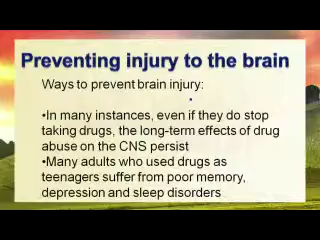 Preventing injury to the brain
Ways to prevent brain injury:
•
•In many instances, even if they do stop
taking drugs, the long-term effects of drug
abuse on the CNS persist
•Many adults who used drugs as
teenagers suffer from poor memory,
depression and sleep disorders